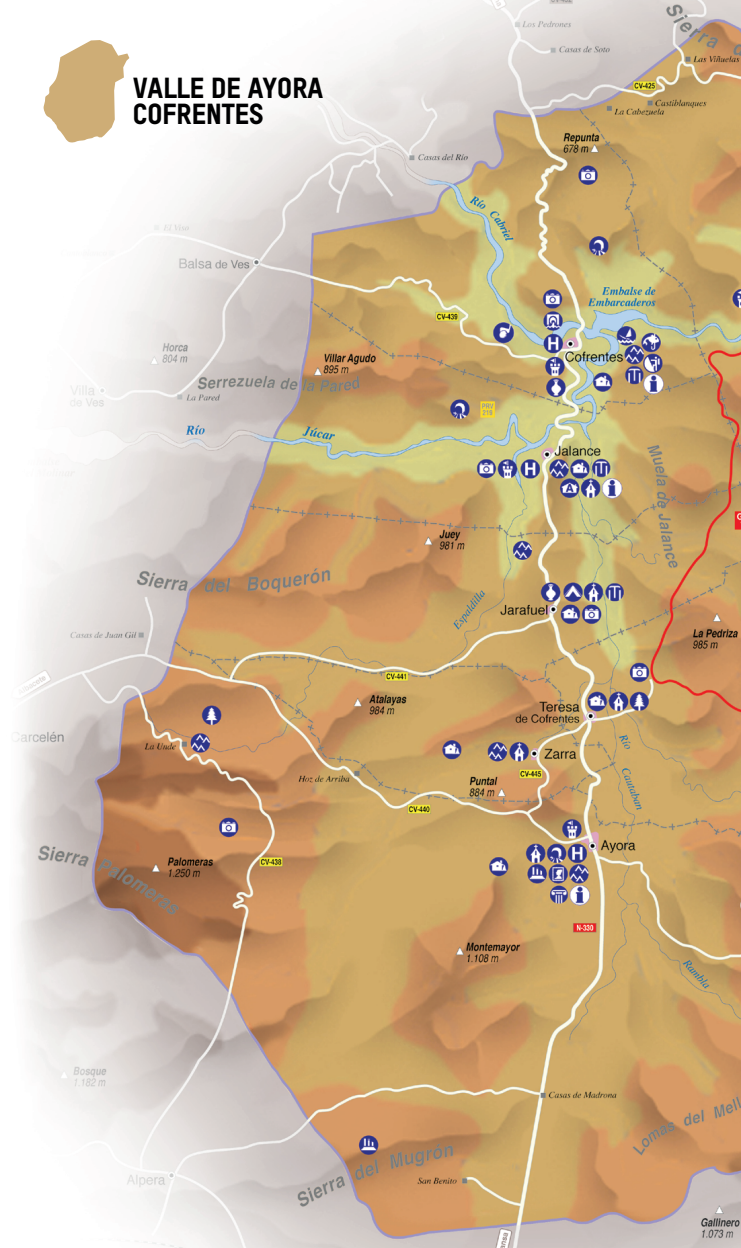 VALLE DE AYORA
COFRENTES
Los Pedrones
Sierra
Casas de Soto
Las Viñuelas
CV-425
Castiblanques
La Cabezuela
Repunta
678 m
Casas del Río
Río Cabriel
Balsa de Ves
Embalse de
Embarcaderos
CV-439
H
Cofrentes
Horca
804 m
Villar Agudo
895 m
Serrezuela de la Pared
Villa
de Ves
La Pared
PRV
Río
Júcar
Jalance
H
A
i
i
Muela de Jalance
Juey
981 m
Sierra del Boquerón
Espaldilla
Jarafuel
Casas de Juan Gil
La Pedriza
985 m
CV-441
Atalayas
984 m
Teresa
de Cofrentes
Carcelén
La Unde
Zarra
Río
Cautaban
Hoz de Arriba
CV-445
Puntal
884 m
CV-440
Ayora
H
i
Sierra Palomeras
Palomeras
1.250 m
CV-438
N-330
Montemayor
1.108 m
Rambla
Bosque
1.182 m
Casas de Madrona
Lomas del
Sierra del Mugrón
Alpera
San Benito
Gallinero
1.073 m